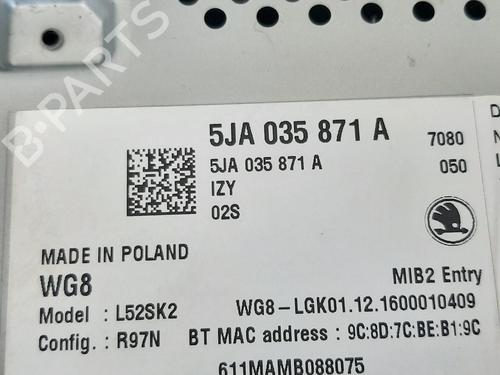 B-PARTS
5JA 035 871 A 7080
5JA 035 871 A 050
IZY
02S
MADE IN POLAND
WG8 MIB2 Entry
Model : L52SK2 WG8-LGK01.12.1600010409
Config. : R97N BT MAC address : 9C:8D:7C:BE:B1:9C
611MAMB088075